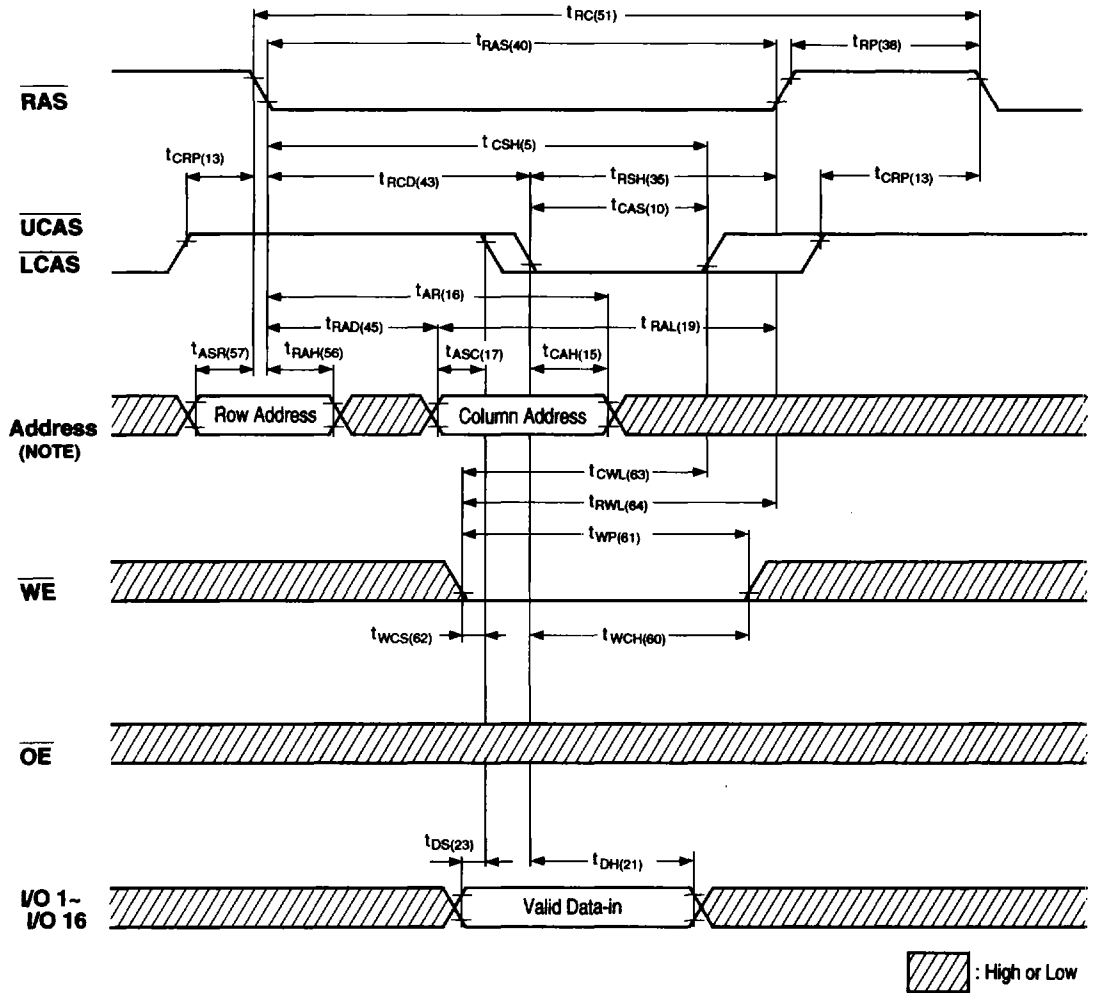 tRC(51)
tRAS(40)
tRP(38)
RAS
tCSH(5)
tCRP(13)
tRCD(43)
tRSH(35)
tCRP(13)
tCAS(10)
UCAS
LCAS
tAR(16)
tRAD(45)
tRAL(19)
tASR(57)
tRAH(56)
tASC(17)
tCAH(15)
Row Address
Column Address
Address
(NOTE)
tCWL(63)
tRWL(64)
tWP(61)
WE
tWCS(62)
tWCH(60)
OE
tDS(23)
tDH(21)
I/O 1~
I/O 16
Valid Data-in
: High or Low